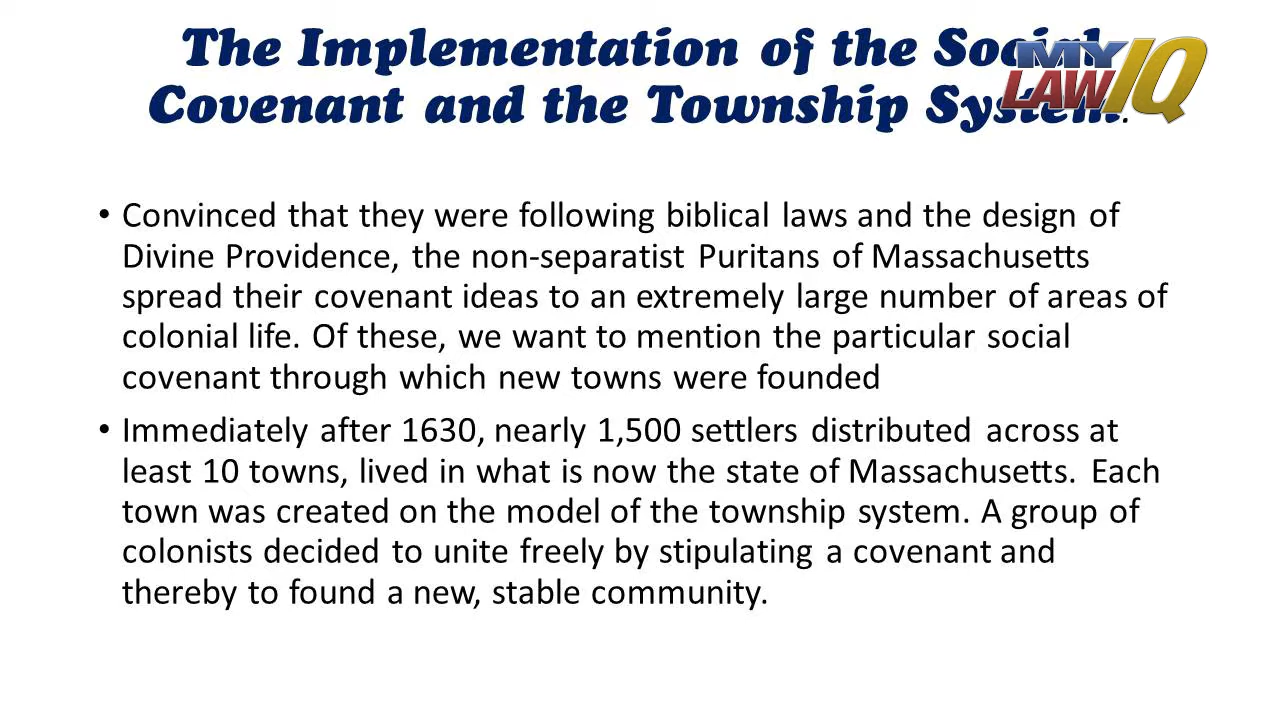 The Implementation of the Social
Covenant and the Township System.
MY
LAW IQ
• Convinced that they were following biblical laws and the design of
Divine Providence, the non-separatist Puritans of Massachusetts
spread their covenant ideas to an extremely large number of areas of
colonial life. Of these, we want to mention the particular social
covenant through which new towns were founded
• Immediately after 1630, nearly 1,500 settlers distributed across at
least 10 towns, lived in what is now the state of Massachusetts. Each
town was created on the model of the township system. A group of
colonists decided to unite freely by stipulating a covenant and
thereby to found a new, stable community.